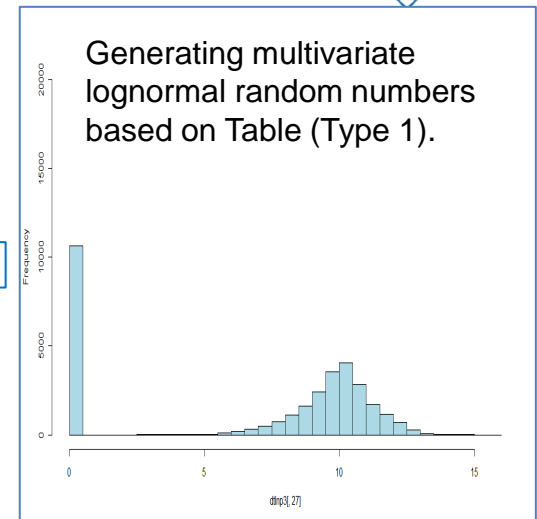 Generating multivariate
lognormal random numbers
based on Table (Type 1).
20000
15000
10000
5000
0
Frequency
0 5 10 15
dtlnp3[, 27]